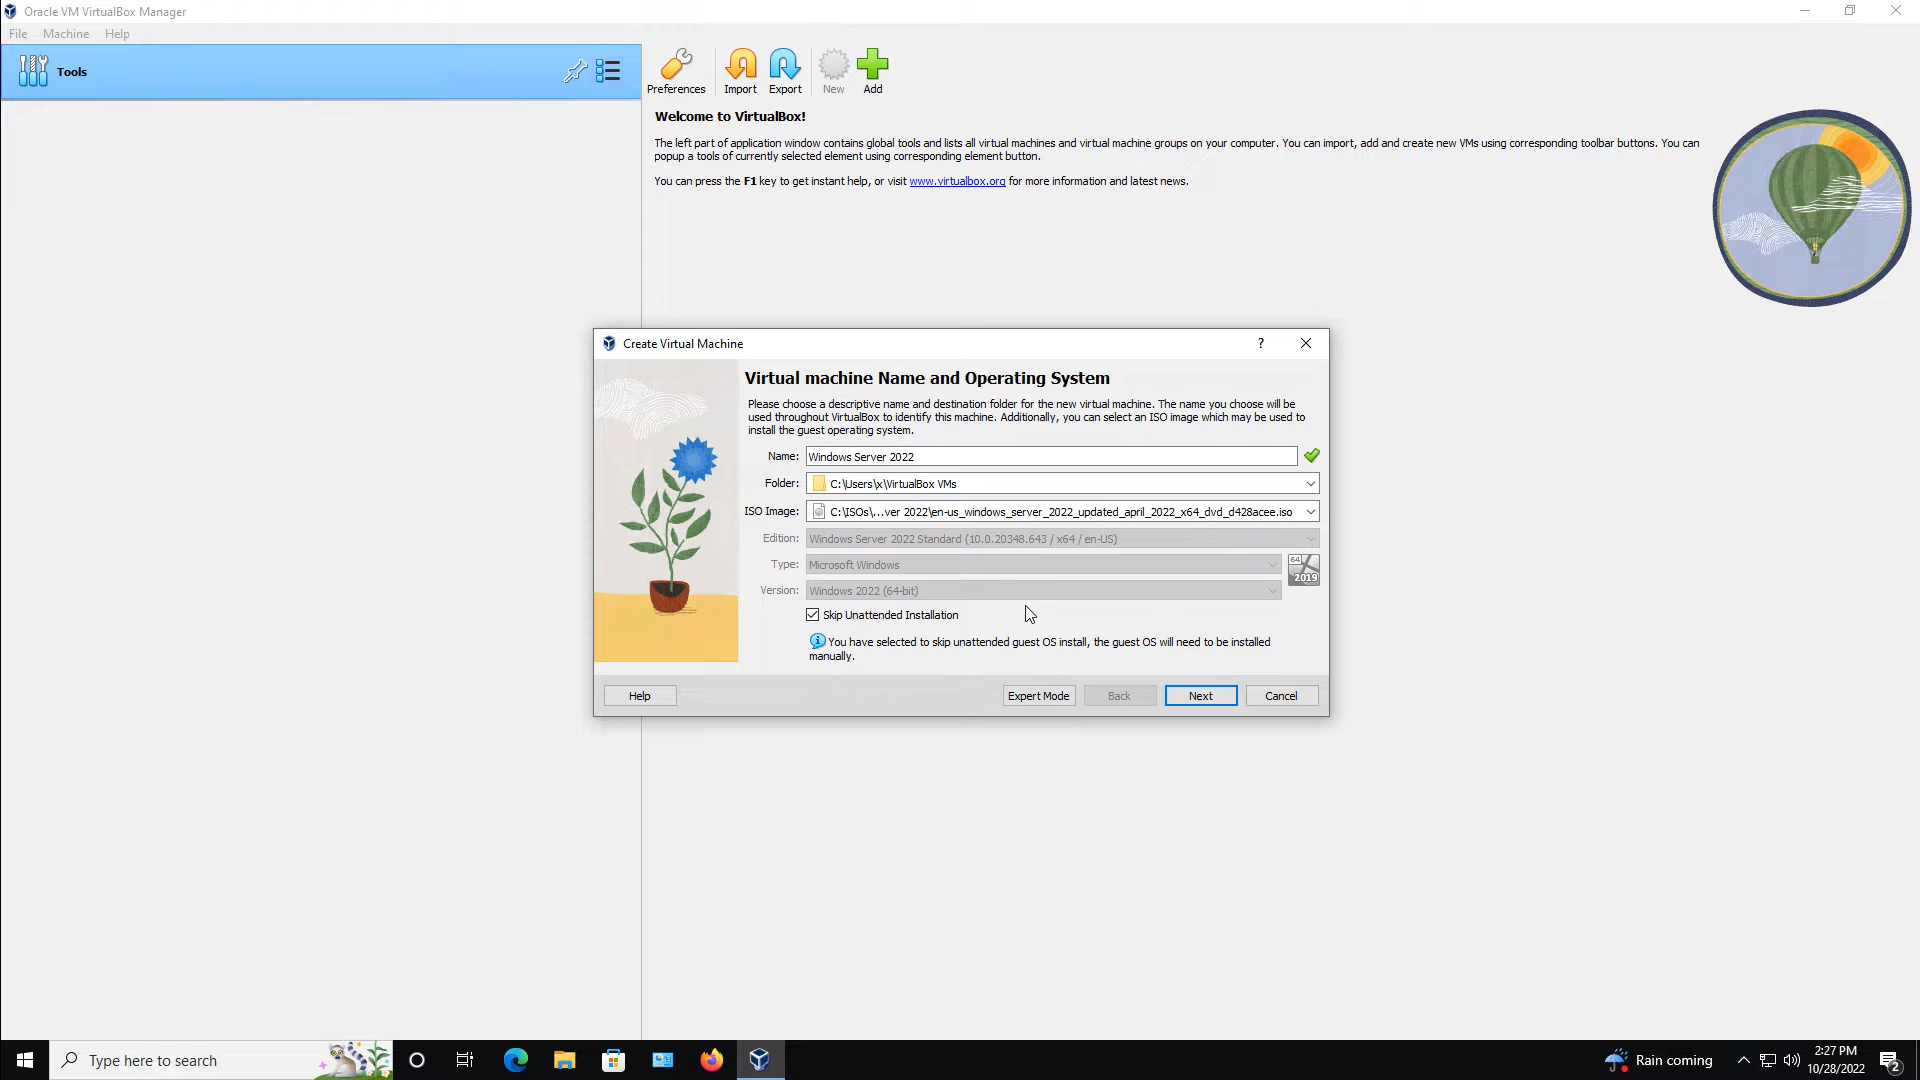 Oracle VM VirtualBox Manager
File Machine Help
Tools
Preferences Import Export New Add
Welcome to VirtualBox!
The left part of application window contains global tools and lists all virtual machines and virtual machine groups on your computer. You can import, add and create new VMs using corresponding toolbar buttons. You can
popup a tools of currently selected element using corresponding element button.
You can press the F1 key to get instant help, or visit www.virtualbox.org for more information and latest news.
Create Virtual Machine
?
Virtual machine Name and Operating System
Please choose a descriptive name and destination folder for the new virtual machine. The name you choose will be
used throughout VirtualBox to identify this machine. Additionally, you can select an ISO image which may be used to
install the guest operating system.
Name: Windows Server 2022
Folder: C:\Users\x\VirtualBox VMs
ISO Image: C:\ISOs\...ver 2022\en-us_windows_server_2022_updated_april_2022_x64_dvd_d428acee.iso
Edition: Windows Server 2022 Standard (10.0.20348.643 / x64 / en-US)
Type: Microsoft Windows
64
2019
Version: Windows 2022 (64-bit)
Skip Unattended Installation
You have selected to skip unattended guest OS install, the guest OS will need to be installed
manually.
Help Expert Mode Back Next Cancel
Type here to search
Rain coming
2:27 PM
10/28/2022
2